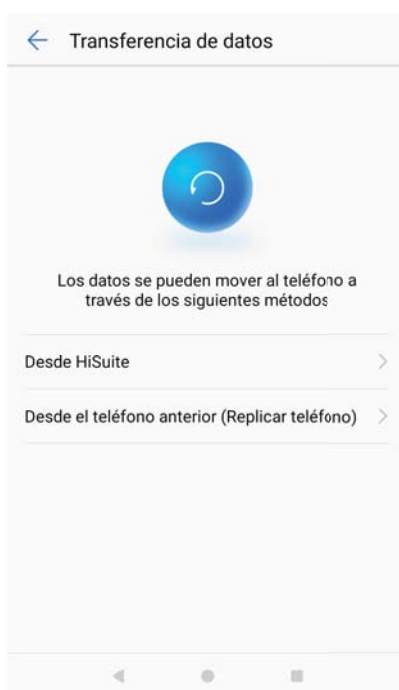 Transferencia de datos
Los datos se pueden mover al teléfono a
través de los siguientes métodos
Desde HiSuite
Desde el teléfono anterior (Replicar teléfono)